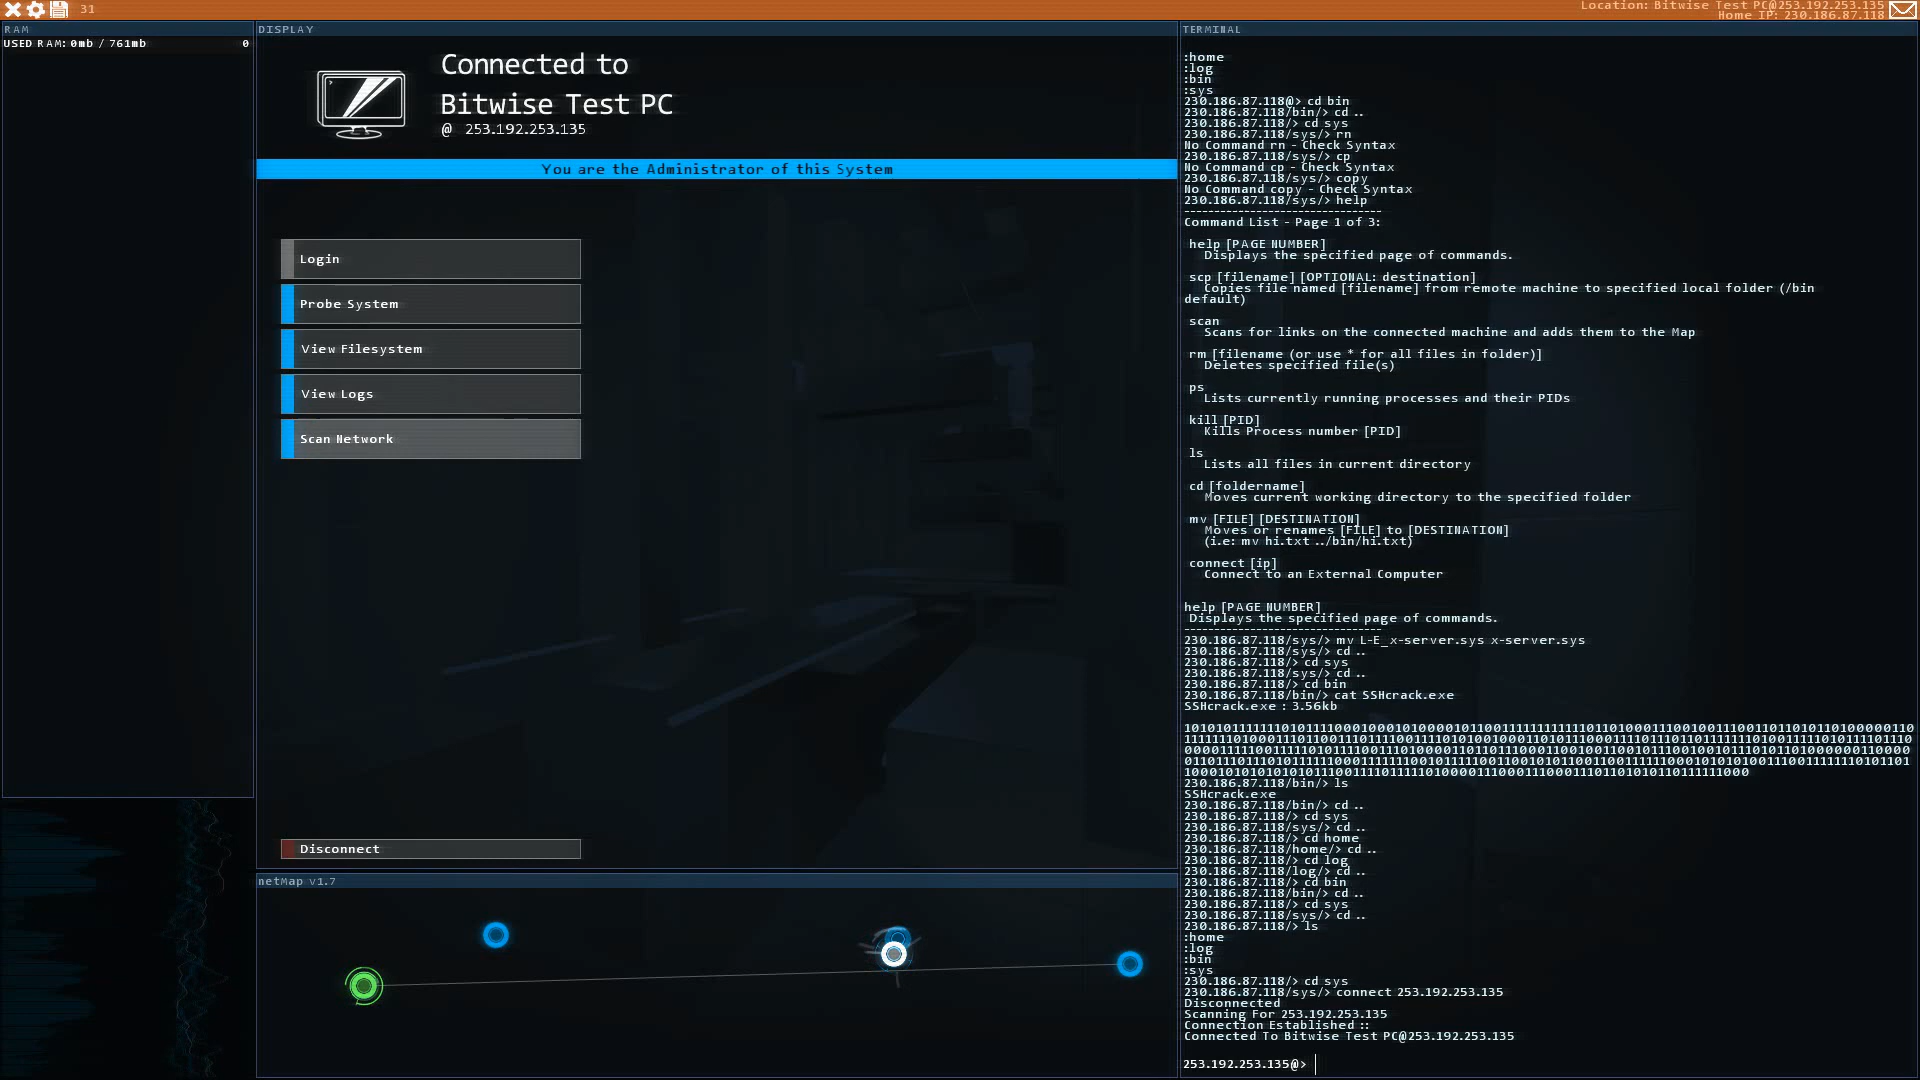 31
Location: Bitwise Test PC@253.192.253.135
Home IP: 230.186.87.118
RAM
USED RAM: 0mb / 761mb
0
DISPLAY
Connected to
Bitwise Test PC
@ 253.192.253.135
You are the Administrator of this System
Login
Probe System
View Filesystem
View Logs
Scan Network
Disconnect
netMap v1.7
TERMINAL
:home
:log
:bin
:sys
230.186.87.118@> cd bin
230.186.87.118/bin/> cd ..
230.186.87.118/> cd sys
230.186.87.118/sys/> rn
No Command rn - Check Syntax
230.186.87.118/sys/> cp
No Command cp - Check Syntax
230.186.87.118/sys/> copy
No Command copy - Check Syntax
230.186.87.118/sys/> help
---------------------------------
Command List - Page 1 of 3:
help [PAGE NUMBER]
Displays the specified page of commands.
scp [filename] [OPTIONAL: destination]
Copies file named [filename] from remote machine to specified local folder (/bin
default)
scan
Scans for links on the connected machine and adds them to the Map
rm [filename (or use * for all files in folder)]
Deletes specified file(s)
ps
Lists currently running processes and their PIDs
kill [PID]
Kills Process number [PID]
ls
Lists all files in current directory
cd [foldername]
Moves current working directory to the specified folder
mv [FILE] [DESTINATION]
Moves or renames [FILE] to [DESTINATION]
(i.e: mv hi.txt ../bin/hi.txt)
connect [ip]
Connect to an External Computer
help [PAGE NUMBER]
Displays the specified page of commands.
---------------------------------
230.186.87.118/sys/> mv L-E_x-server.sys x-server.sys
230.186.87.118/sys/> cd ..
230.186.87.118/> cd sys
230.186.87.118/sys/> cd ..
230.186.87.118/> cd bin
230.186.87.118/bin/> cat SSHcrack.exe
SSHcrack.exe : 3.56kb
230.186.87.118/bin/> ls
SSHcrack.exe
230.186.87.118/bin/> cd ..
230.186.87.118/> cd sys
230.186.87.118/sys/> cd ..
230.186.87.118/> cd home
230.186.87.118/home/> cd ..
230.186.87.118/> cd log
230.186.87.118/log/> cd ..
230.186.87.118/> cd bin
230.186.87.118/bin/> cd ..
230.186.87.118/> cd sys
230.186.87.118/sys/> cd ..
230.186.87.118/> ls
:home
:log
:bin
:sys
230.186.87.118/> cd sys
230.186.87.118/sys/> connect 253.192.253.135
Disconnected
Scanning For 253.192.253.135
Connection Established ::
Connected To Bitwise Test PC@253.192.253.135
253.192.253.135@>